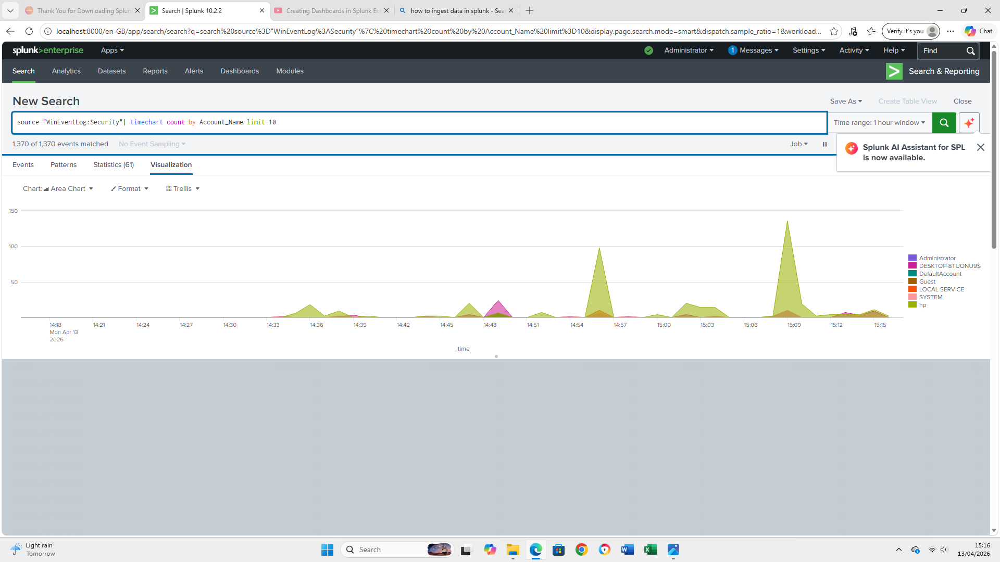 Thank You for Downloading Splun
Search | Splunk 10.2.2
Creating Dashboards in Splunk Ent
how to ingest data in splunk - Sea
localhost:8000/en-GB/app/search/search?q=search%20source%3D"WinEventLog%3ASecurity"%7C%20timechart%20count%20by%20Account_Name%20limit%3D10&display.page.search.mode=smart&dispatch.sample_ratio=1&workload...
Verify it's you
Chat
splunk>enterprise
Apps
Administrator
1 Messages
Settings
Activity
Help
Find
Search
Analytics
Datasets
Reports
Alerts
Dashboards
Modules
Search & Reporting
New Search
Save As
Create Table View
Close
source="WinEventLog:Security"| timechart count by Account_Name limit=10
Time range: 1 hour window
1,370 of 1,370 events matched
No Event Sampling
Job
Splunk AI Assistant for SPL
is now available.
Events
Patterns
Statistics (61)
Visualization
Chart: Area Chart
Format
Trellis
150
100
50
Administrator
DESKTOP-8TUONU9$
DefaultAccount
Guest
LOCAL SERVICE
SYSTEM
hp
14:18 14:21 14:24 14:27 14:30 14:33 14:36 14:39 14:42 14:45 14:48 14:51 14:54 14:57 15:00 15:03 15:06 15:09 15:12 15:15
Mon Apr 13
2026
_time
Light rain
Tomorrow
Search
15:16
13/04/2026